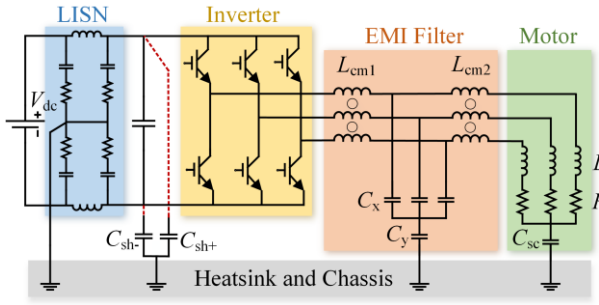 LISN
Inverter
EMI Filter
Motor
Lcm1
Lcm2
Vdc
+
-
L
Cx
Cy
Csc
Csh-
Csh+
Heatsink and Chassis